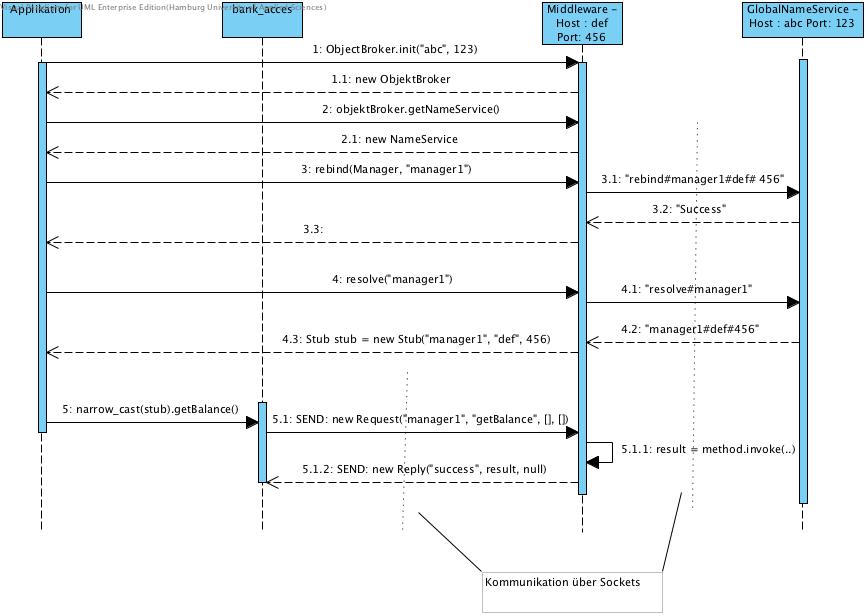 for UML Enterprise Edition(Hamburg University of Applied Sciences)
Applikation
bank_acces
Middleware -
Host : def
Port: 456
GlobalNameService -
Host : abc Port: 123
1: ObjectBroker.init("abc", 123)
1.1: new ObjektBroker
2: objektBroker.getNameService()
2.1: new NameService
3: rebind(Manager, "manager1")
3.1: "rebind#manager1#def# 456"
3.2: "Success"
3.3:
4: resolve("manager1")
4.1: "resolve#manager1"
4.2: "manager1#def#456"
4.3: Stub stub = new Stub("manager1", "def", 456)
5: narrow_cast(stub).getBalance()
5.1: SEND: new Request("manager1", "getBalance", [], [])
5.1.1: result = method.invoke(..)
5.1.2: SEND: new Reply("success", result, null)
Kommunikation über Sockets